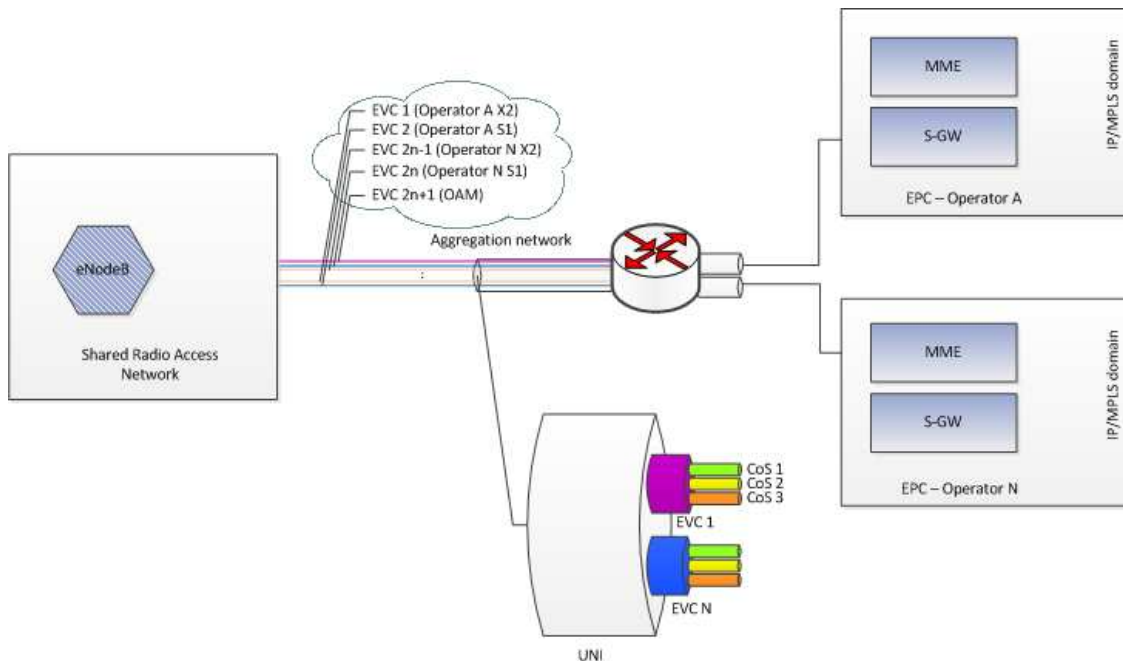 EVC 1 (Operator A X2)
EVC 2 (Operator A S1)
EVC 2n-1 (Operator N X2)
EVC 2n (Operator N S1)
EVC 2n+1 (OAM)
Aggregation network
eNodeB
Shared Radio Access
Network
:
MME
S-GW
EPC – Operator A
IP/MPLS domain
MME
S-GW
EPC – Operator N
IP/MPLS domain
CoS 1
CoS 2
CoS 3
EVC 1
EVC N
UNI